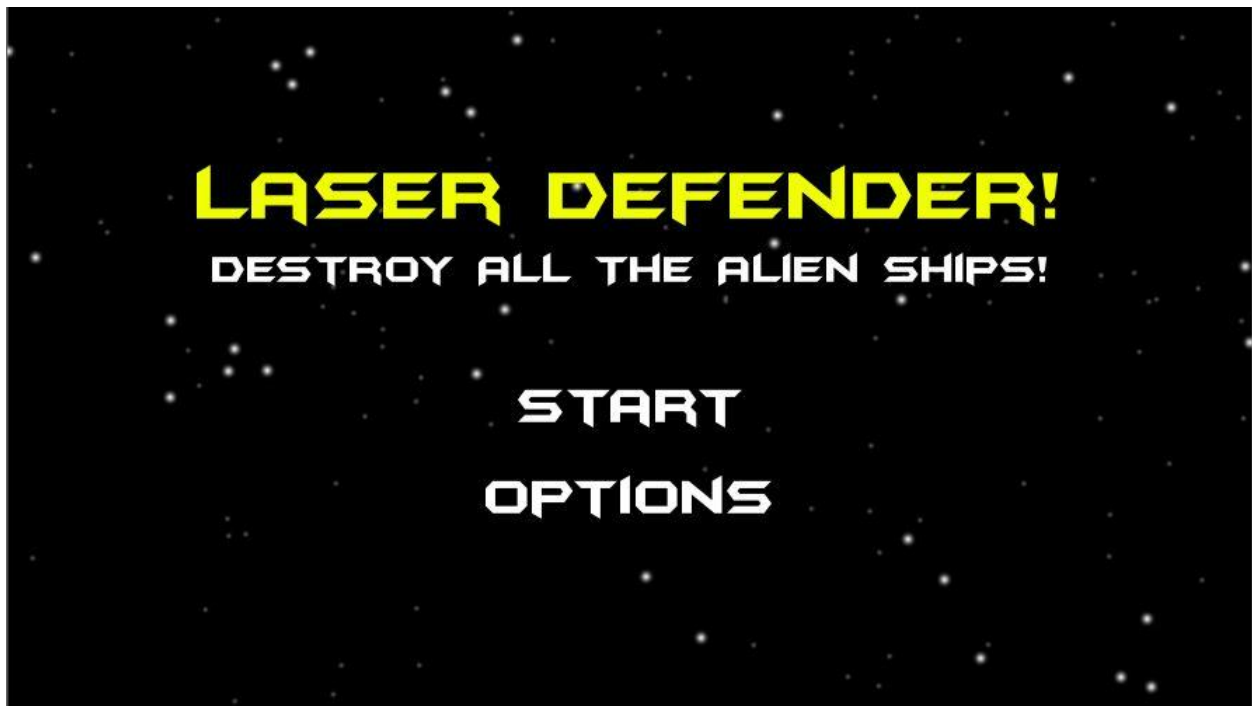 LASER DEFENDER!
DESTROY ALL THE ALIEN SHIPS!
START
OPTIONS